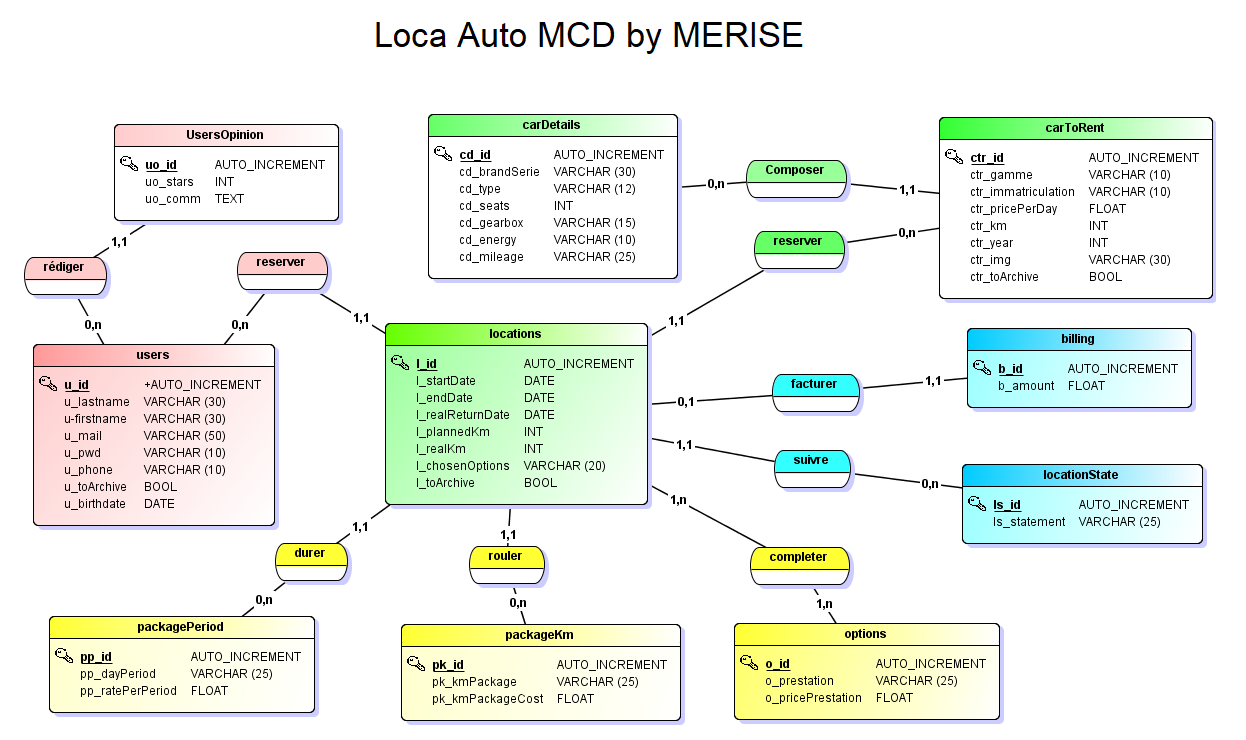 Loca Auto MCD by MERISE
UsersOpinion
uo_id AUTO_INCREMENT
uo_stars INT
uo_comm TEXT
carDetails
cd_id AUTO_INCREMENT
cd_brandSerie VARCHAR (30)
cd_type VARCHAR (12)
cd_seats INT
cd_gearbox VARCHAR (15)
cd_energy VARCHAR (10)
cd_mileage VARCHAR (25)
0,n
Composer
1,1
carToRent
ctr_id AUTO_INCREMENT
ctr_gamme VARCHAR (10)
ctr_immatriculation VARCHAR (10)
ctr_pricePerDay FLOAT
ctr_km INT
ctr_year INT
ctr_img VARCHAR (30)
ctr_toArchive BOOL
reserver
0,n
1,1
1,1
rédiger
0,n
reserver
0,n
1,1
users
u_id +AUTO_INCREMENT
u_lastname VARCHAR (30)
u-firstname VARCHAR (30)
u_mail VARCHAR (50)
u_pwd VARCHAR (10)
u_phone VARCHAR (10)
u_toArchive BOOL
u_birthdate DATE
locations
l_id AUTO_INCREMENT
l_startDate DATE
l_endDate DATE
l_realReturnDate DATE
l_plannedKm INT
l_realKm INT
l_chosenOptions VARCHAR (20)
l_toArchive BOOL
0,1
facturer
1,1
billing
b_id AUTO_INCREMENT
b_amount FLOAT
1,1
suivre
0,n
locationState
ls_id AUTO_INCREMENT
ls_statement VARCHAR (25)
1,1
durer
0,n
1,1
rouler
0,n
1,n
completer
1,n
packagePeriod
pp_id AUTO_INCREMENT
pp_dayPeriod VARCHAR (25)
pp_ratePerPeriod FLOAT
packageKm
pk_id AUTO_INCREMENT
pk_kmPackage VARCHAR (25)
pk_kmPackageCost FLOAT
options
o_id AUTO_INCREMENT
o_prestation VARCHAR (25)
o_pricePrestation FLOAT